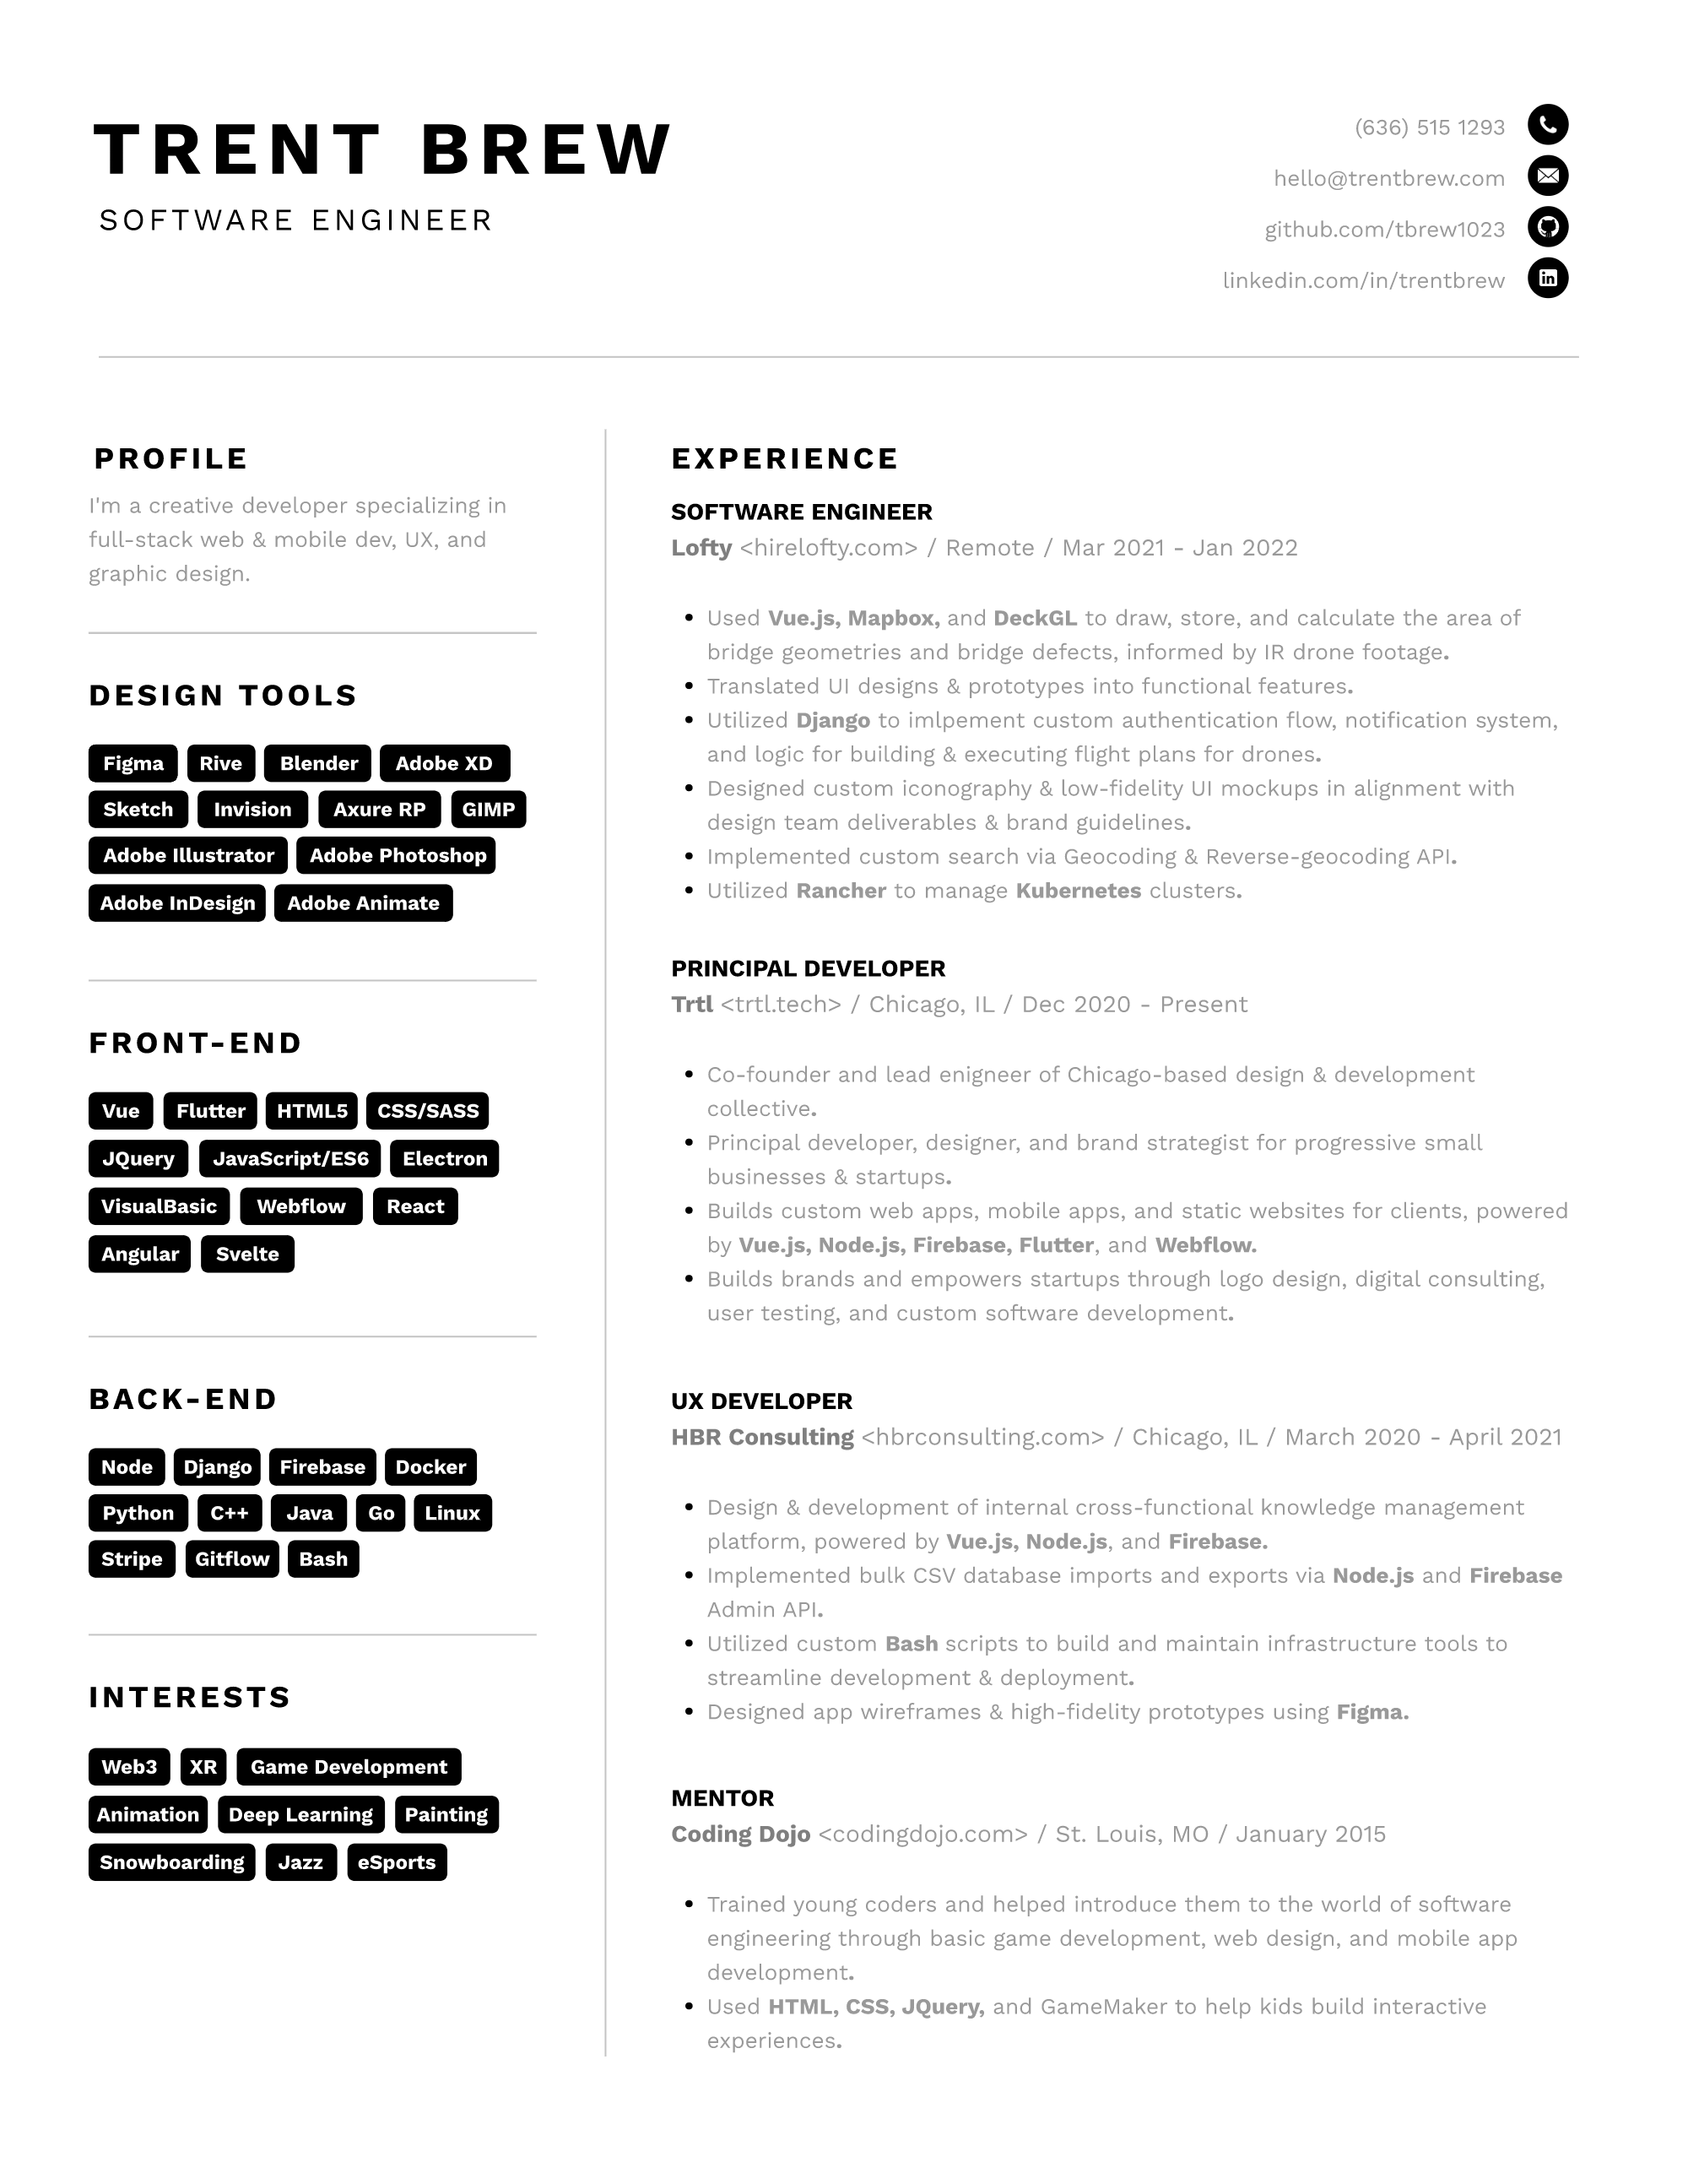 TRENT BREW
SOFTWARE ENGINEER
(636) 515 1293
hello@trentbrew.com
github.com/tbrew1023
linkedin.com/in/trentbrew
PROFILE
I'm a creative developer specializing in
full-stack web & mobile dev, UX, and
graphic design.
DESIGN TOOLS
Figma Rive Blender Adobe XD
Sketch Invision Axure RP GIMP
Adobe Illustrator Adobe Photoshop
Adobe InDesign Adobe Animate
FRONT-END
Vue Flutter HTML5 CSS/SASS
JQuery JavaScript/ES6 Electron
VisualBasic Webflow React
Angular Svelte
BACK-END
Node Django Firebase Docker
Python C++ Java Go Linux
Stripe Gitflow Bash
INTERESTS
Web3 XR Game Development
Animation Deep Learning Painting
Snowboarding Jazz eSports
EXPERIENCE
SOFTWARE ENGINEER
Lofty <hirelofty.com> / Remote / Mar 2021 - Jan 2022
• Used Vue.js, Mapbox, and DeckGL to draw, store, and calculate the area of
bridge geometries and bridge defects, informed by IR drone footage.
• Translated UI designs & prototypes into functional features.
• Utilized Django to imlpement custom authentication flow, notification system,
and logic for building & executing flight plans for drones.
• Designed custom iconography & low-fidelity UI mockups in alignment with
design team deliverables & brand guidelines.
• Implemented custom search via Geocoding & Reverse-geocoding API.
• Utilized Rancher to manage Kubernetes clusters.
PRINCIPAL DEVELOPER
Trtl <trtl.tech> / Chicago, IL / Dec 2020 - Present
• Co-founder and lead enigneer of Chicago-based design & development
collective.
• Principal developer, designer, and brand strategist for progressive small
businesses & startups.
• Builds custom web apps, mobile apps, and static websites for clients, powered
by Vue.js, Node.js, Firebase, Flutter, and Webflow.
• Builds brands and empowers startups through logo design, digital consulting,
user testing, and custom software development.
UX DEVELOPER
HBR Consulting <hbrconsulting.com> / Chicago, IL / March 2020 - April 2021
• Design & development of internal cross-functional knowledge management
platform, powered by Vue.js, Node.js, and Firebase.
• Implemented bulk CSV database imports and exports via Node.js and Firebase
Admin API.
• Utilized custom Bash scripts to build and maintain infrastructure tools to
streamline development & deployment.
• Designed app wireframes & high-fidelity prototypes using Figma.
MENTOR
Coding Dojo <codingdojo.com> / St. Louis, MO / January 2015
• Trained young coders and helped introduce them to the world of software
engineering through basic game development, web design, and mobile app
development.
• Used HTML, CSS, JQuery, and GameMaker to help kids build interactive
experiences.